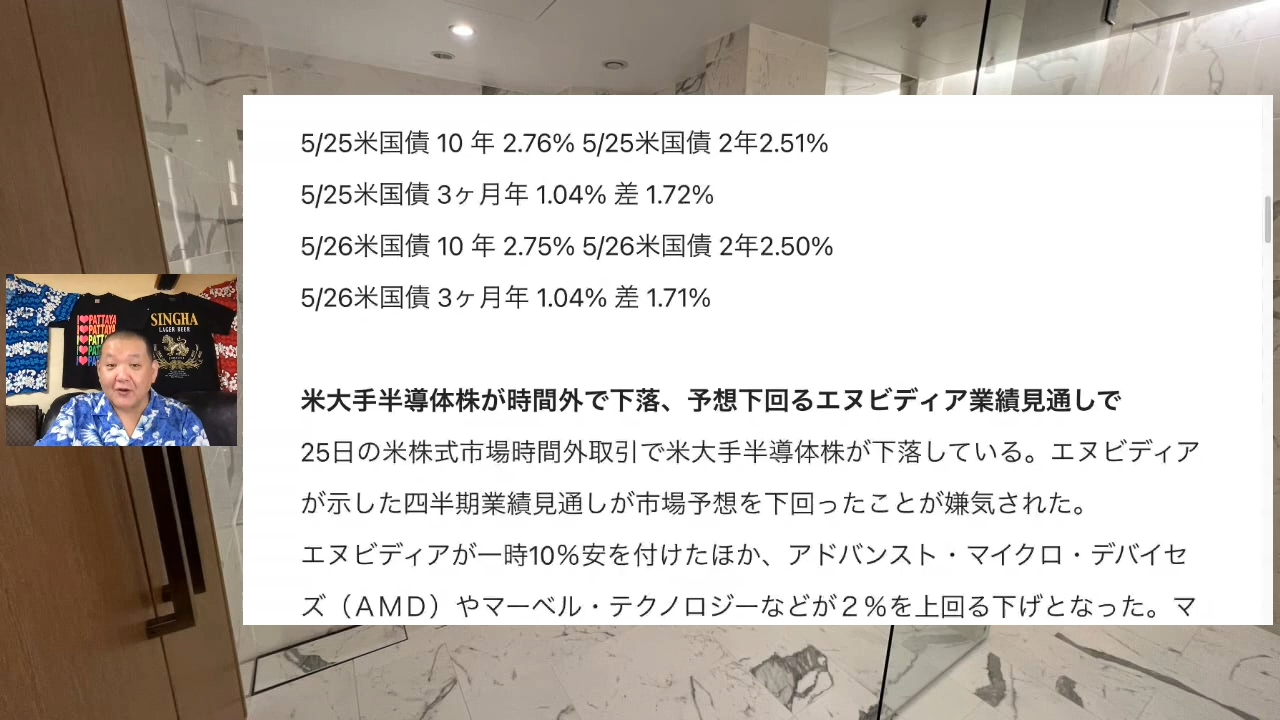 5/25米国債 10 年 2.76% 5/25米国債 2年2.51%
5/25米国債 3ヶ月年 1.04% 差 1.72%
5/26米国債 10 年 2.75% 5/26米国債 2年2.50%
5/26米国債 3ヶ月年 1.04% 差 1.71%
米大手半導体株が時間外で下落、予想下回るエヌビディア業績見通しで
25日の米株式市場時間外取引で米大手半導体株が下落している。エヌビディア
が示した四半期業績見通しが市場予想を下回ったことが嫌気された。
エヌビディアが一時10%安を付けたほか、アドバンスト・マイクロ・デバイセ
ズ（ＡＭＤ）やマーベル・テクノロジーなどが２％を上回る下げとなった。マ
I❤PATTAYA
I❤PATTAYA
I❤PATTA
I❤PAT
I❤PA
SINGHA
LAGER BEER